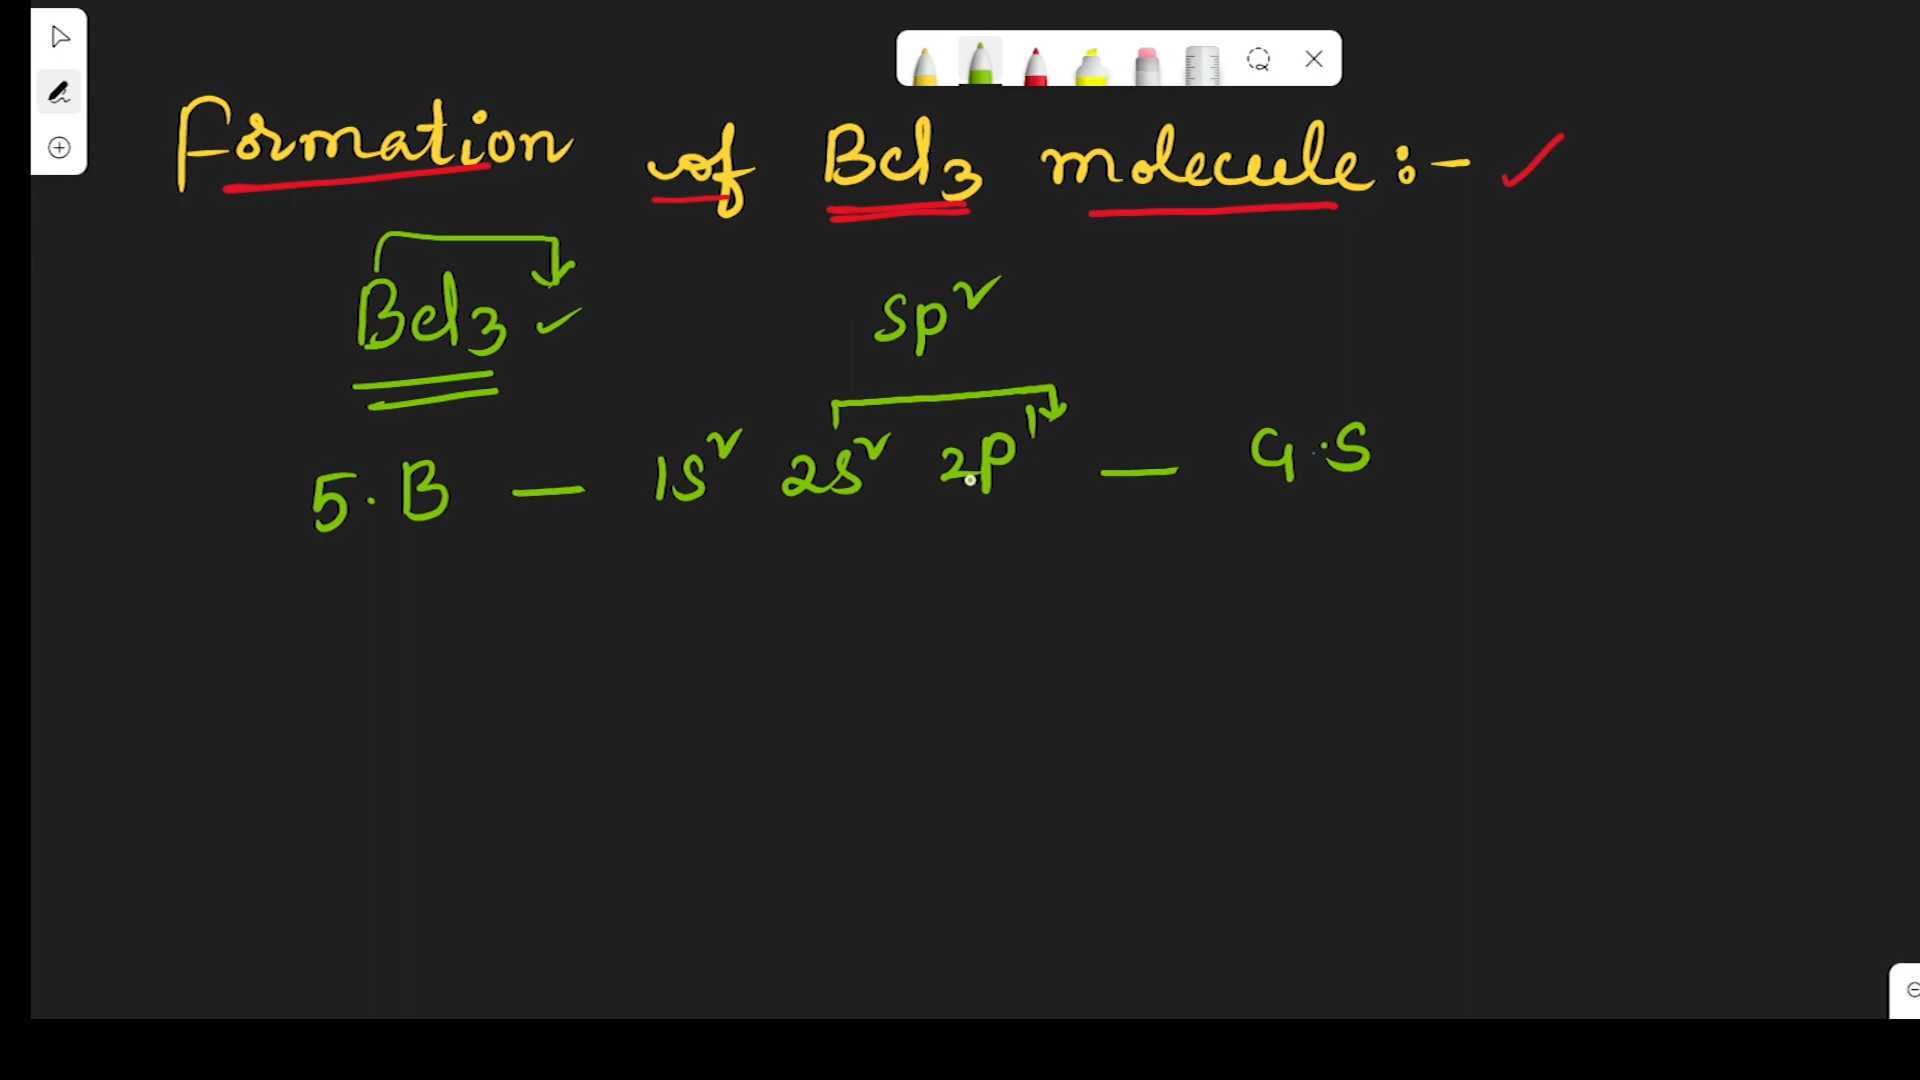 Formation of Bcl3 molecule:-
Bcl3
sp²
5.B — 1s² 2s² 2p¹ — G.S